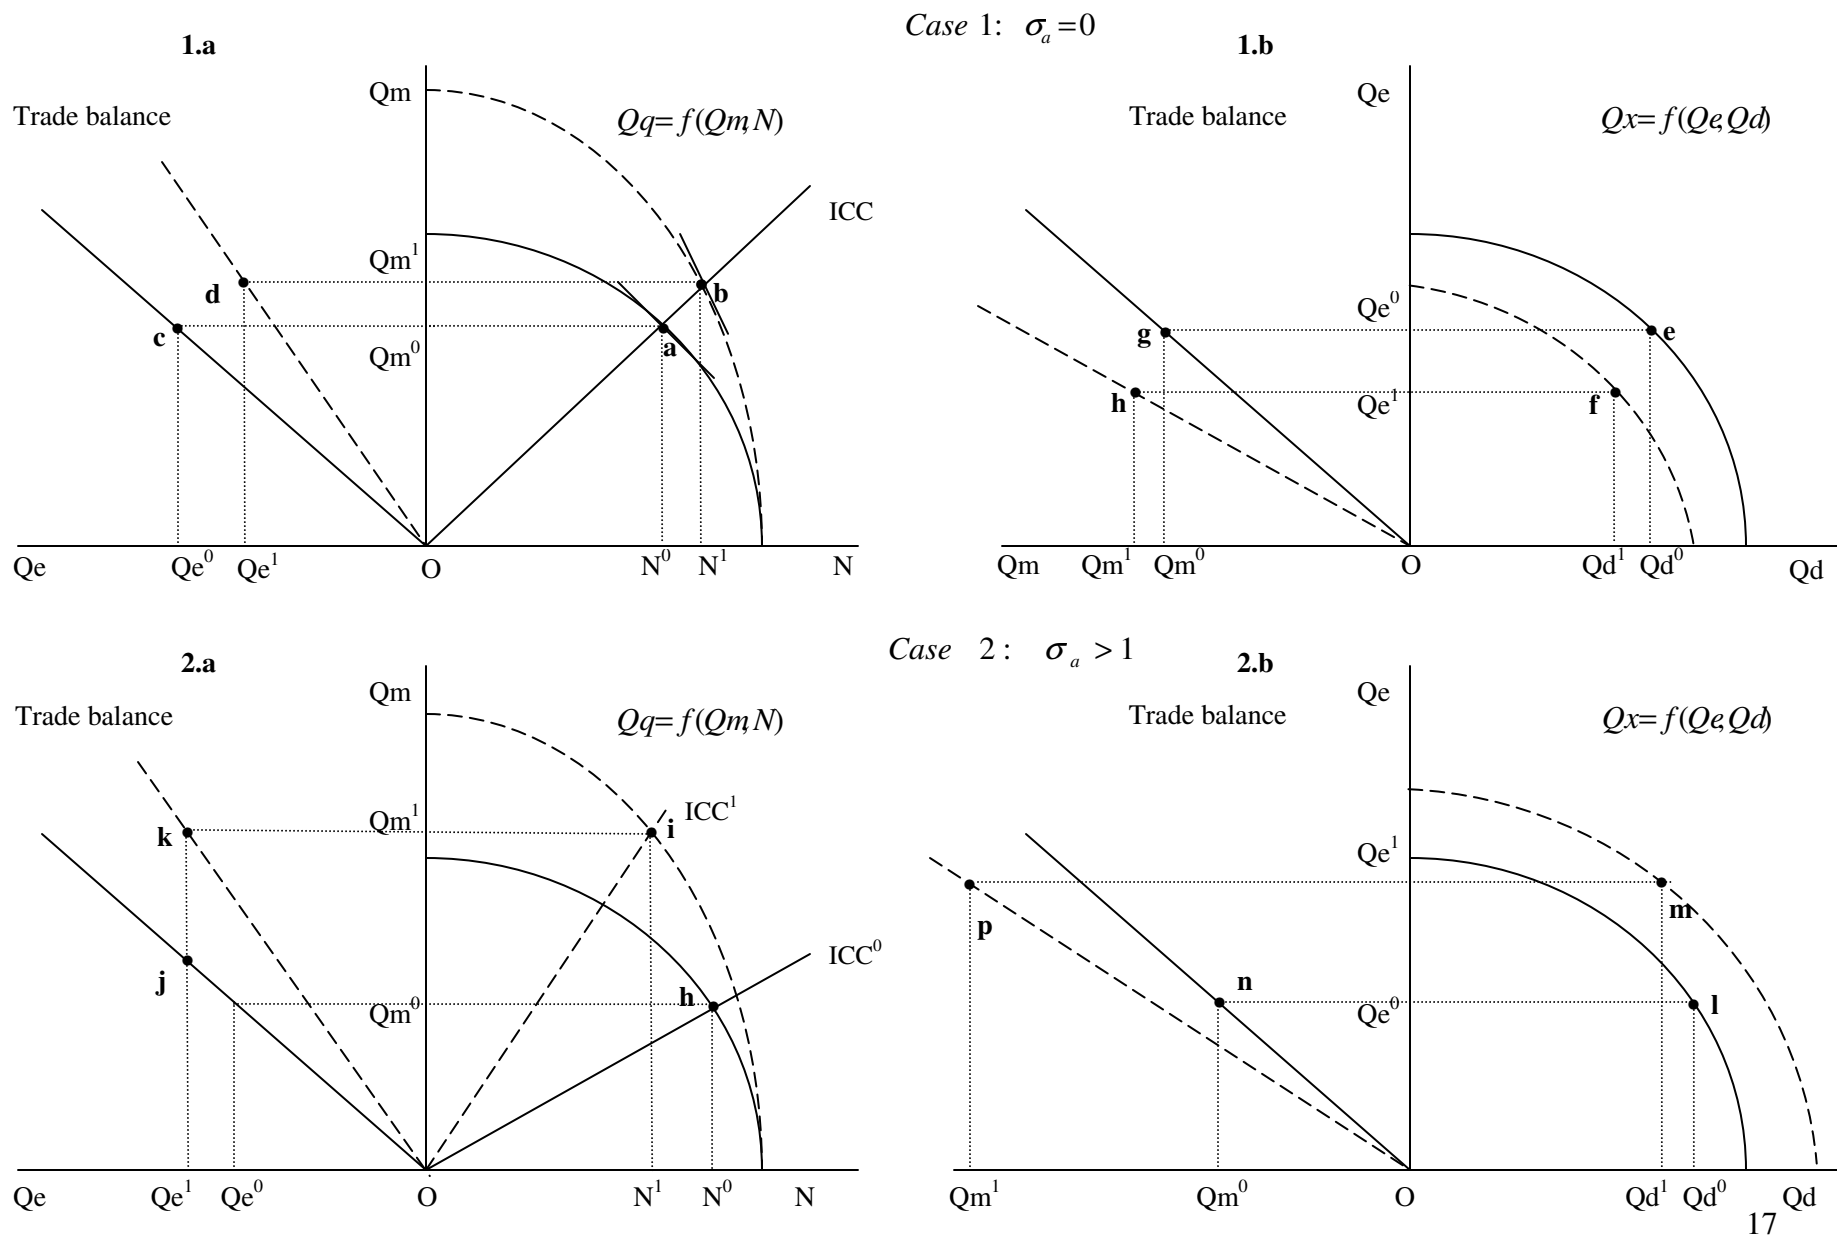 Case 1: σa=0
1.a
Trade balance
Qm
Qq=f(Qm,N)
ICC
Qm¹
d
b
c
Qm⁰
a
Qe
Qe⁰
Qe¹
O
N⁰
N¹
N
1.b
Trade balance
Qe
Qx=f(Qe,Qd)
Qe⁰
g
e
h
Qe¹
f
Qm
Qm¹
Qm⁰
O
Qd¹
Qd⁰
Qd
Case 2: σa>1
2.a
Trade balance
Qm
Qq=f(Qm,N)
ICC¹
Qm¹
k
i
ICC⁰
j
h
Qm⁰
Qe
Qe¹
Qe⁰
O
N¹
N⁰
N
2.b
Trade balance
Qe
Qx=f(Qe,Qd)
Qe¹
m
p
n
Qe⁰
l
Qm¹
Qm⁰
O
Qd¹
Qd⁰
Qd
17